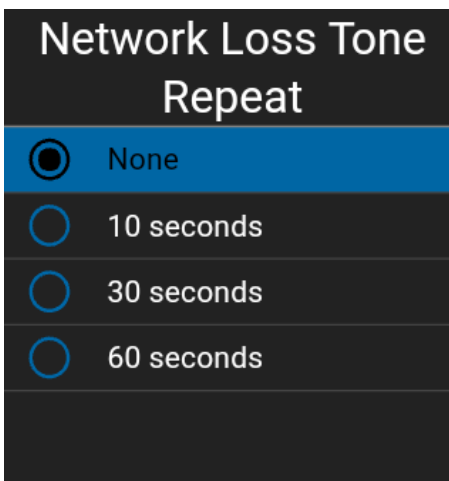 Network Loss Tone
Repeat
None
10 seconds
30 seconds
60 seconds